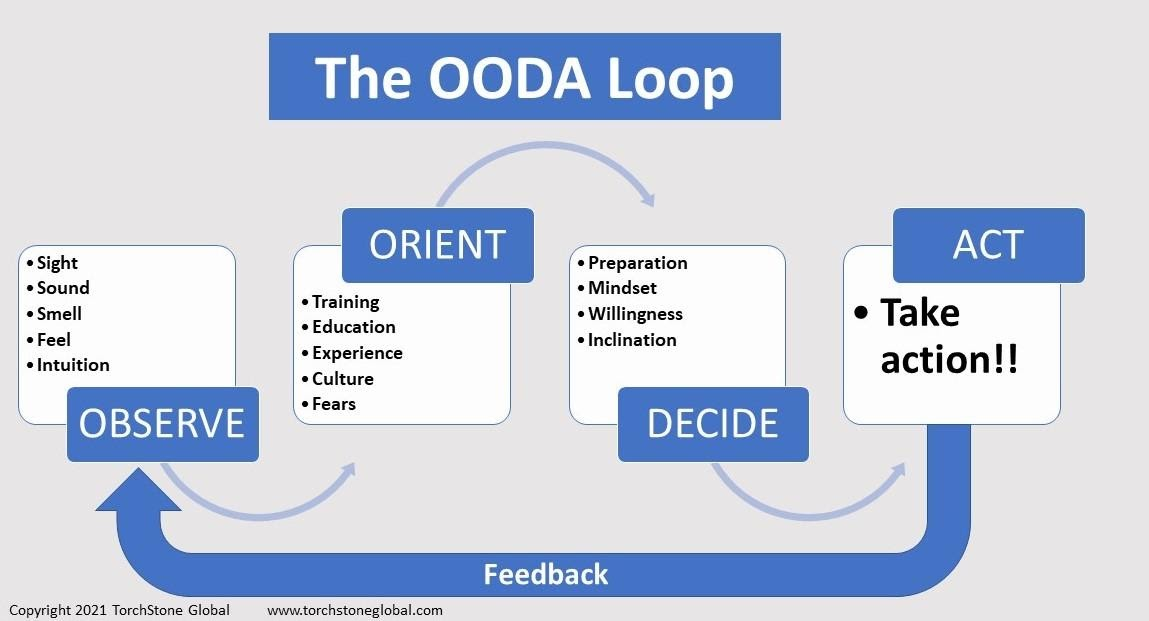 The OODA Loop
• Sight
• Sound
• Smell
• Feel
• Intuition
OBSERVE
ORIENT
• Training
• Education
• Experience
• Culture
• Fears
• Preparation
• Mindset
• Willingness
• Inclination
DECIDE
ACT
• Take
action!!
Feedback
Copyright 2021 TorchStone Global www.torchstoneglobal.com